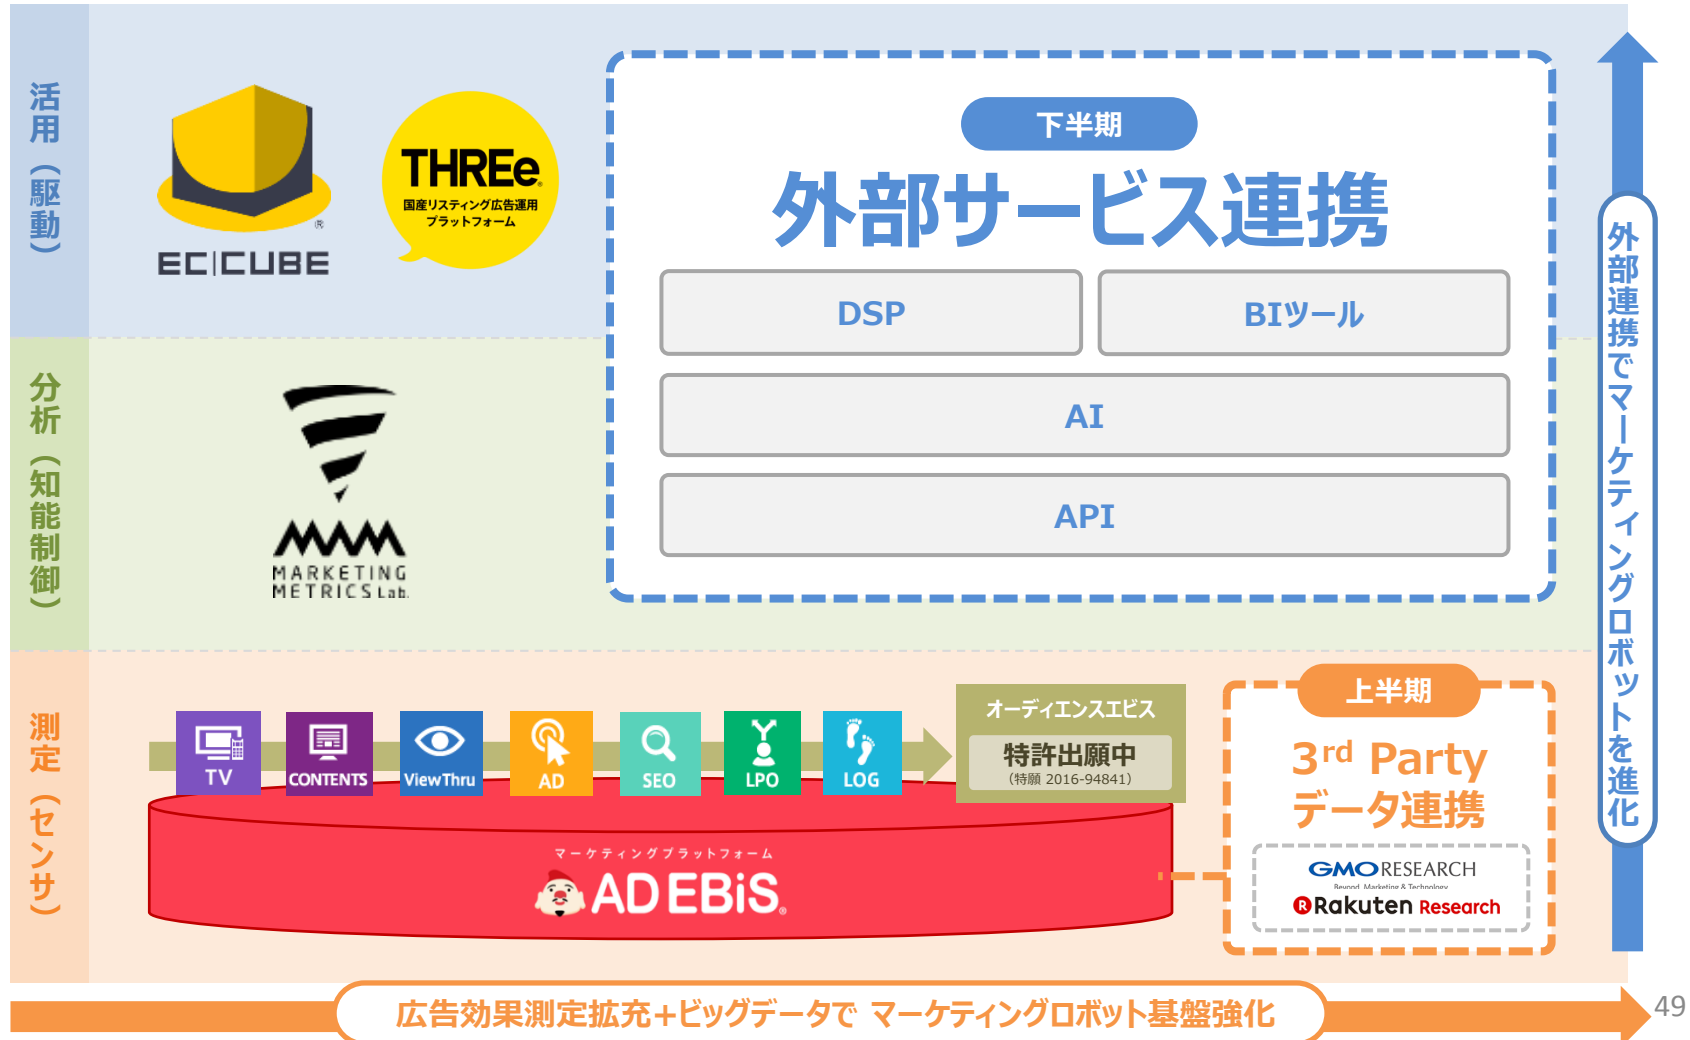 活用（駆動）
EC|CUBE
®
THREe
国産リスティング広告運用
プラットフォーム
下半期
外部サービス連携
DSP
BIツール
AI
API
分析（知能制御）
MARKETING
METRICS Lab.
測定（センサ）
TV
CONTENTS
ViewThru
AD
SEO
LPO
LOG
オーディエンスエビス
特許出願中
（特願 2016-94841）
マーケティングプラットフォーム
AD EBiS®
上半期
3rd Party
データ連携
GMO RESEARCH
Beyond Marketing & Technology
Rakuten Research
外部連携でマーケティングロボットを進化
広告効果測定拡充+ビッグデータで マーケティングロボット基盤強化
49